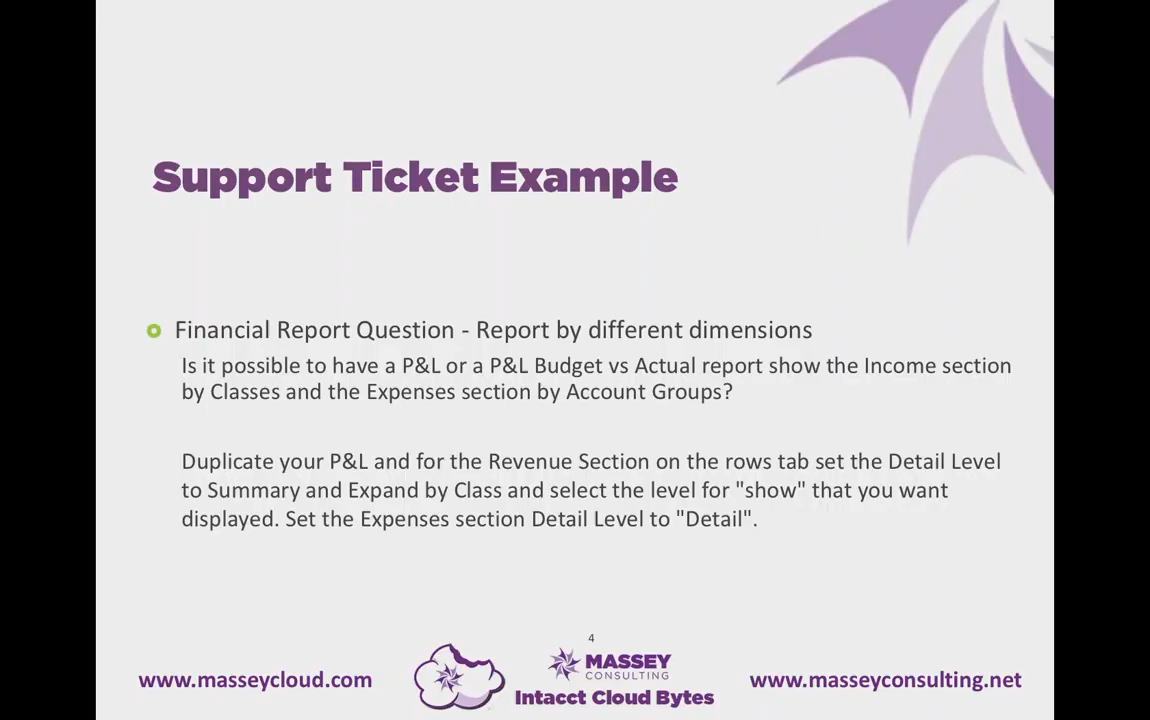 Support Ticket Example
Financial Report Question - Report by different dimensions
Is it possible to have a P&L or a P&L Budget vs Actual report show the Income section
by Classes and the Expenses section by Account Groups?
Duplicate your P&L and for the Revenue Section on the rows tab set the Detail Level
to Summary and Expand by Class and select the level for "show" that you want
displayed. Set the Expenses section Detail Level to "Detail".
4
www.masseycloud.com
MASSEY
CONSULTING
Intacct Cloud Bytes
www.masseyconsulting.net